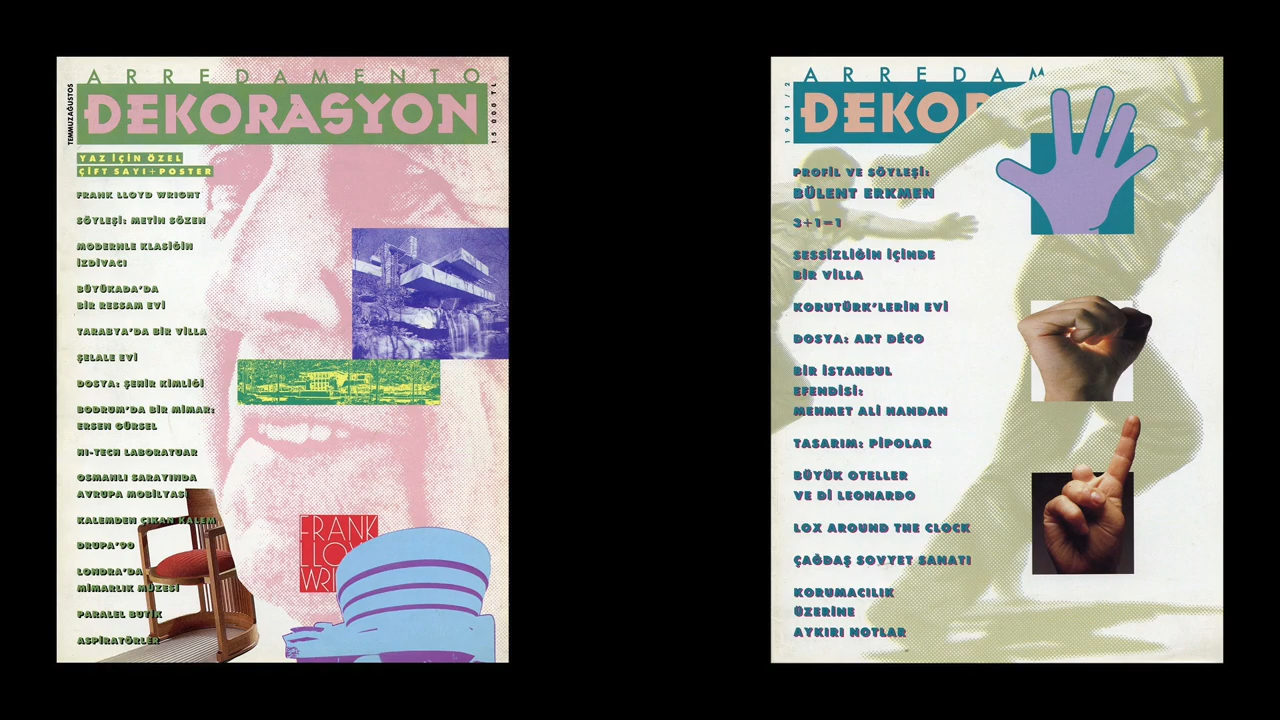 ARREDAMENTO
DEKORASYON
TEMMUZ/AĞUSTOS
15 000 TL.
YAZ İÇİN ÖZEL
ÇİFT SAYI+POSTER
FRANK LLOYD WRIGHT
SÖYLEŞİ: METİN SÖZEN
MODERNLE KLASİĞİN
İZDİVACI
BÜYÜKADA'DA
BİR RESSAM EVİ
TARABYA'DA BİR VİLLA
ŞELALE EVİ
DOSYA: ŞEHİR KİMLİĞİ
BODRUM'DA BİR MİMAR:
ERSEN GÜRSEL
HI-TECH LABORATUAR
OSMANLI SARAYINDA
AVRUPA MOBİLYASI
KALEMDEN ÇIKAN KALEM
DRUPA'90
LONDRA'DA
MİMARLIK MÜZESİ
PARALEL BUTİK
ASPİRATÖRLER
FRANK
LLOY
WRI
ARREDAM
DEKOR
1991/2
PROFİL VE SÖYLEŞİ:
BÜLENT ERKMEN
3+1=1
SESSİZLİĞİN İÇİNDE
BİR VİLLA
KORUTÜRK'LERİN EVİ
DOSYA: ART DÉCO
BİR İSTANBUL
EFENDİSİ:
MEHMET ALİ HANDAN
TASARIM: PİPOLAR
BÜYÜK OTELLER
VE Dİ LEONARDO
LOX AROUND THE CLOCK
ÇAĞDAŞ SOVYET SANATI
KORUMACILIK
ÜZERİNE
AYKIRI NOTLAR